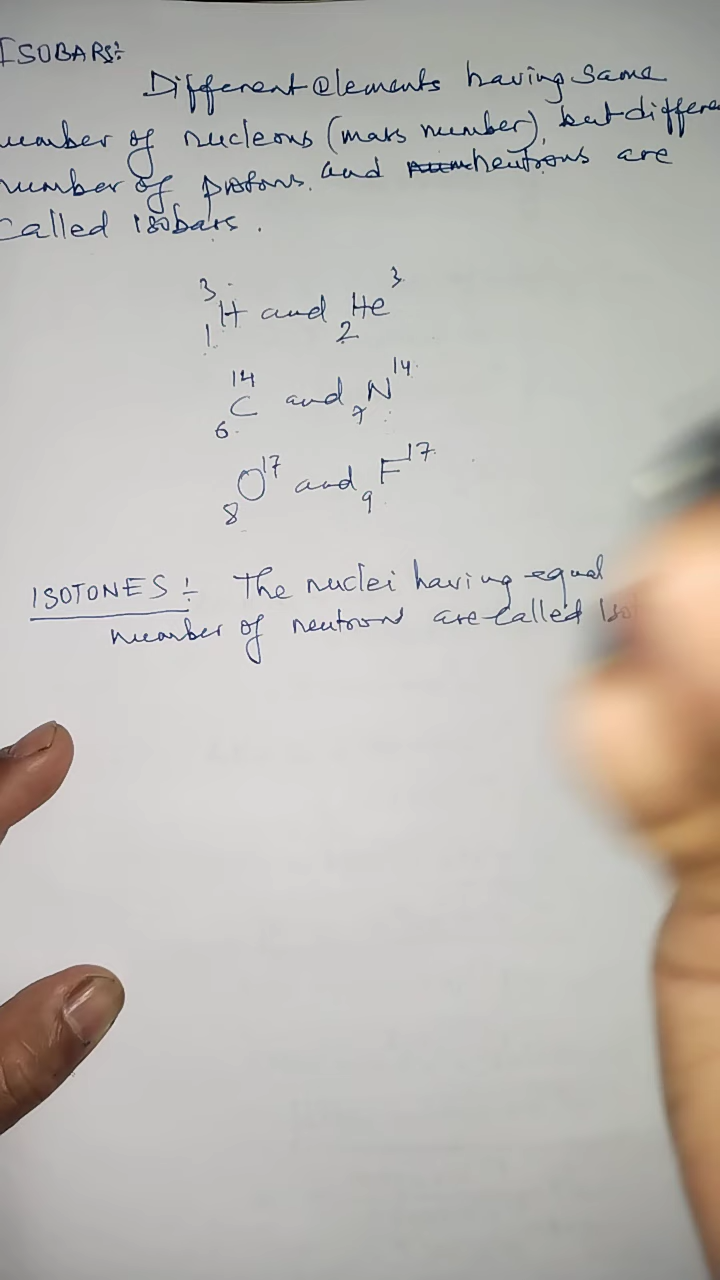 ISOBARS:-
Different elements having same
number of nucleons (mass number), but differe
number of protons. and neutrons are
called isobars.
³₁H and ₂He³
¹⁴₆C and ₇N¹⁴
₈O¹⁷ and ₉F¹⁷
ISOTONES:- The nuclei having equal
number of neutrons are called Iso